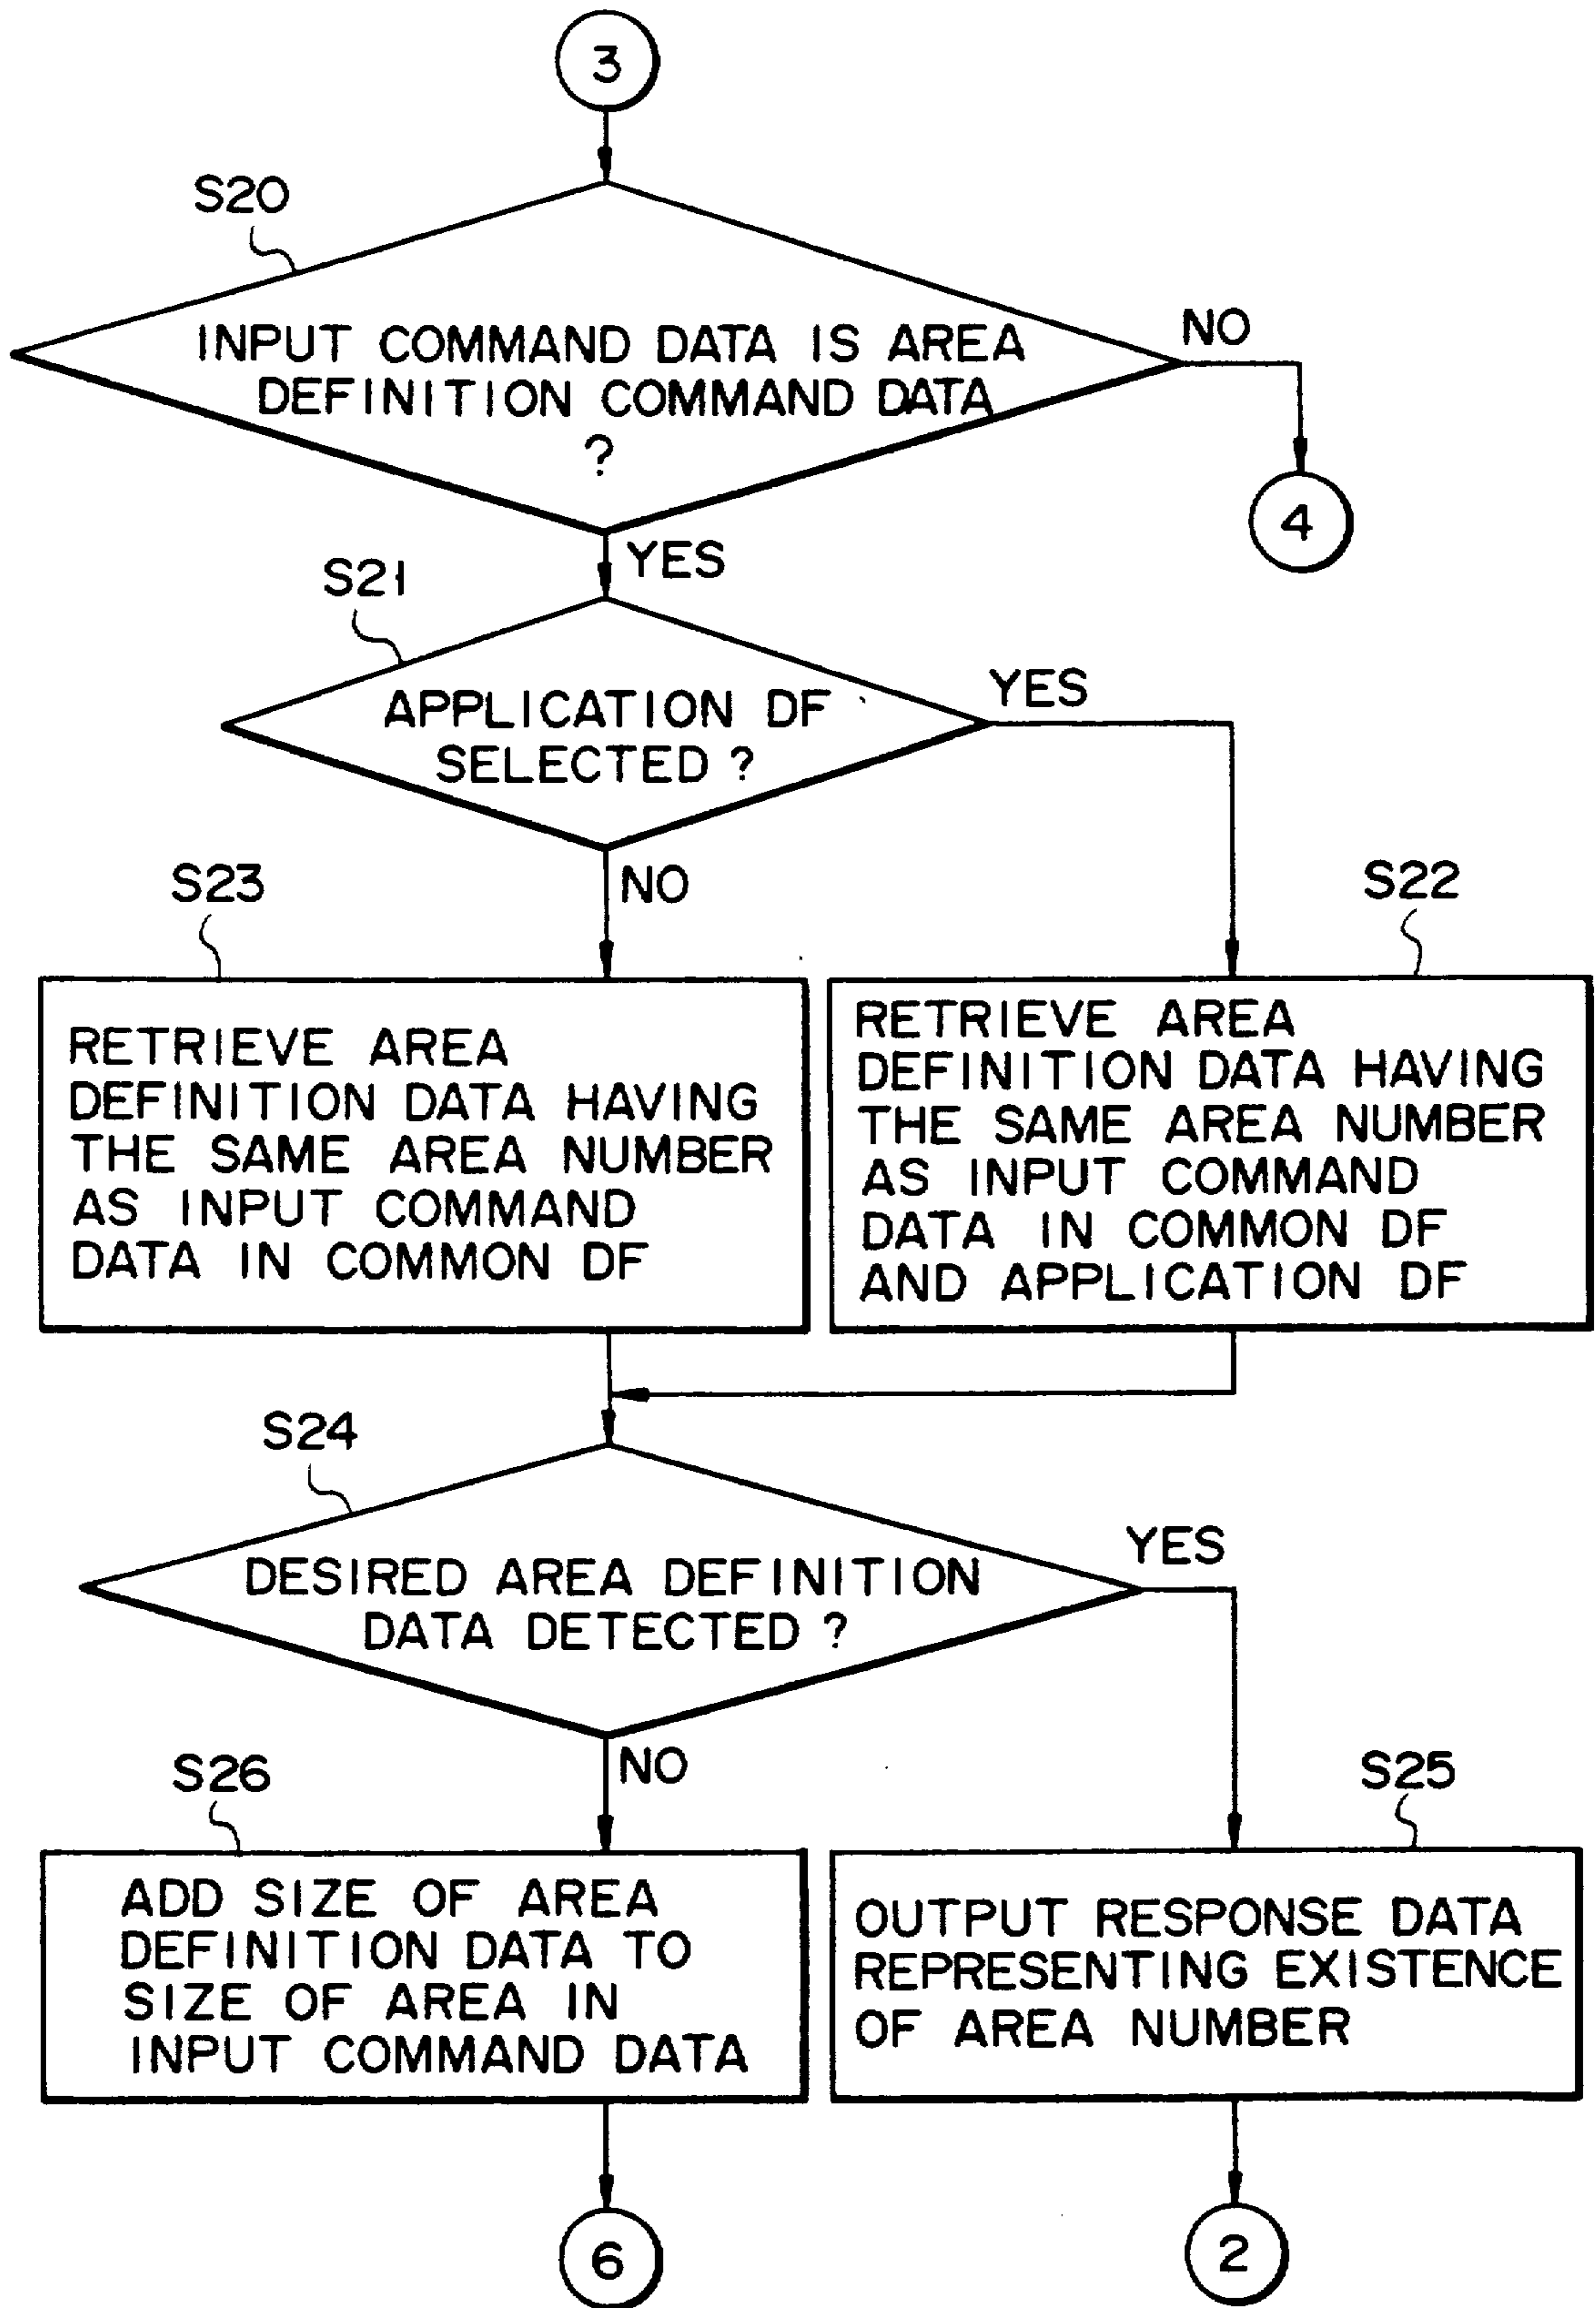 3
S20
INPUT COMMAND DATA IS AREA
DEFINITION COMMAND DATA
?
NO
4
YES
S21
APPLICATION DF
SELECTED ?
YES
NO
S23
S22
RETRIEVE AREA
DEFINITION DATA HAVING
THE SAME AREA NUMBER
AS INPUT COMMAND
DATA IN COMMON DF
RETRIEVE AREA
DEFINITION DATA HAVING
THE SAME AREA NUMBER
AS INPUT COMMAND
DATA IN COMMON DF
AND APPLICATION DF
S24
DESIRED AREA DEFINITION
DATA DETECTED ?
YES
NO
S26
S25
ADD SIZE OF AREA
DEFINITION DATA TO
SIZE OF AREA IN
INPUT COMMAND DATA
OUTPUT RESPONSE DATA
REPRESENTING EXISTENCE
OF AREA NUMBER
6
2